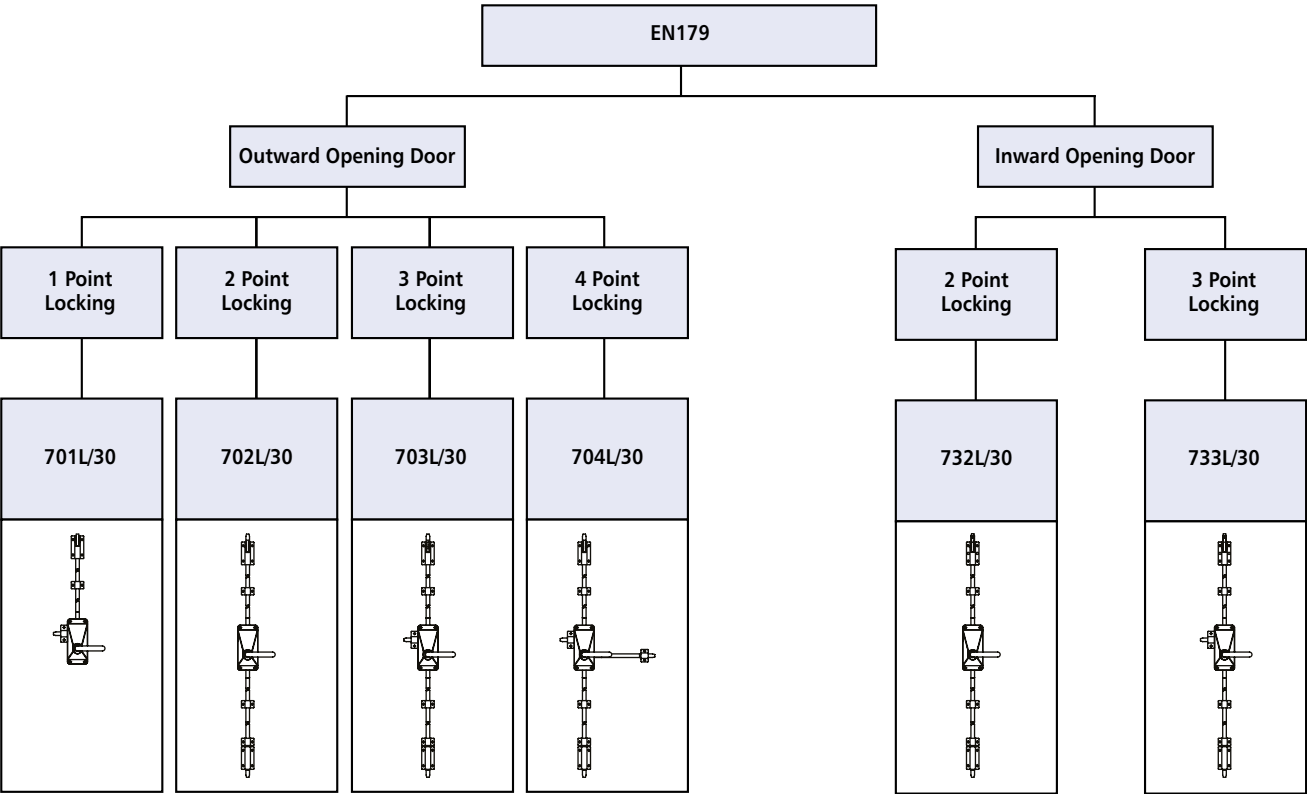 EN179
Outward Opening Door
Inward Opening Door
1 Point
Locking
2 Point
Locking
3 Point
Locking
4 Point
Locking
2 Point
Locking
3 Point
Locking
701L/30
702L/30
703L/30
704L/30
732L/30
733L/30